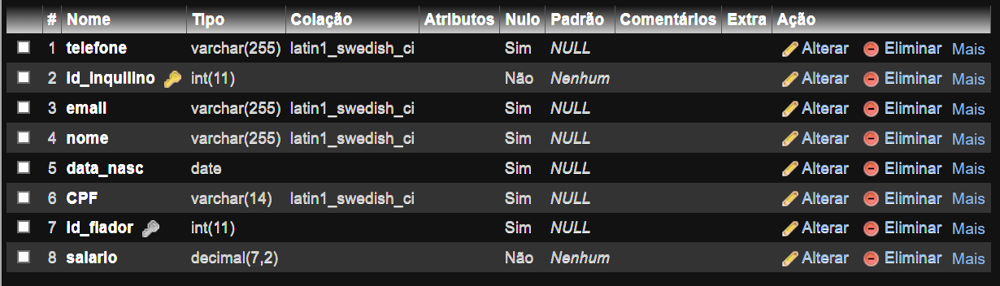 # Nome Tipo Colação Atributos Nulo Padrão Comentários Extra Ação
1 telefone varchar(255) latin1_swedish_ci Sim NULL Alterar Eliminar Mais
2 id_inquilino int(11) Não Nenhum Alterar Eliminar Mais
3 email varchar(255) latin1_swedish_ci Sim NULL Alterar Eliminar Mais
4 nome varchar(255) latin1_swedish_ci Sim NULL Alterar Eliminar Mais
5 data_nasc date Sim NULL Alterar Eliminar Mais
6 CPF varchar(14) latin1_swedish_ci Sim NULL Alterar Eliminar Mais
7 id_fiador int(11) Sim NULL Alterar Eliminar Mais
8 salario decimal(7,2) Não Nenhum Alterar Eliminar Mais